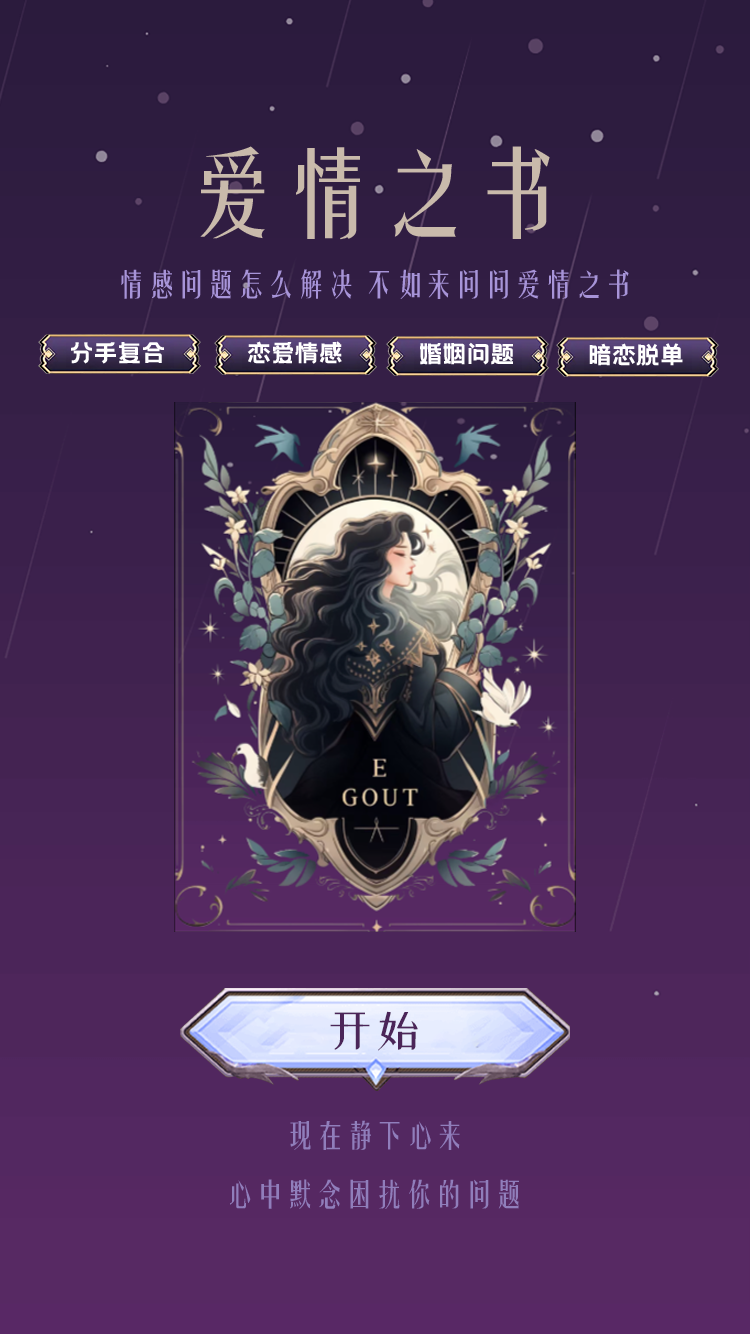 爱情之书
情感问题怎么解决 不如来问问爱情之书
分手复合 恋爱情感 婚姻问题 暗恋脱单
E
GOUT
开始
现在静下心来
心中默念困扰你的问题